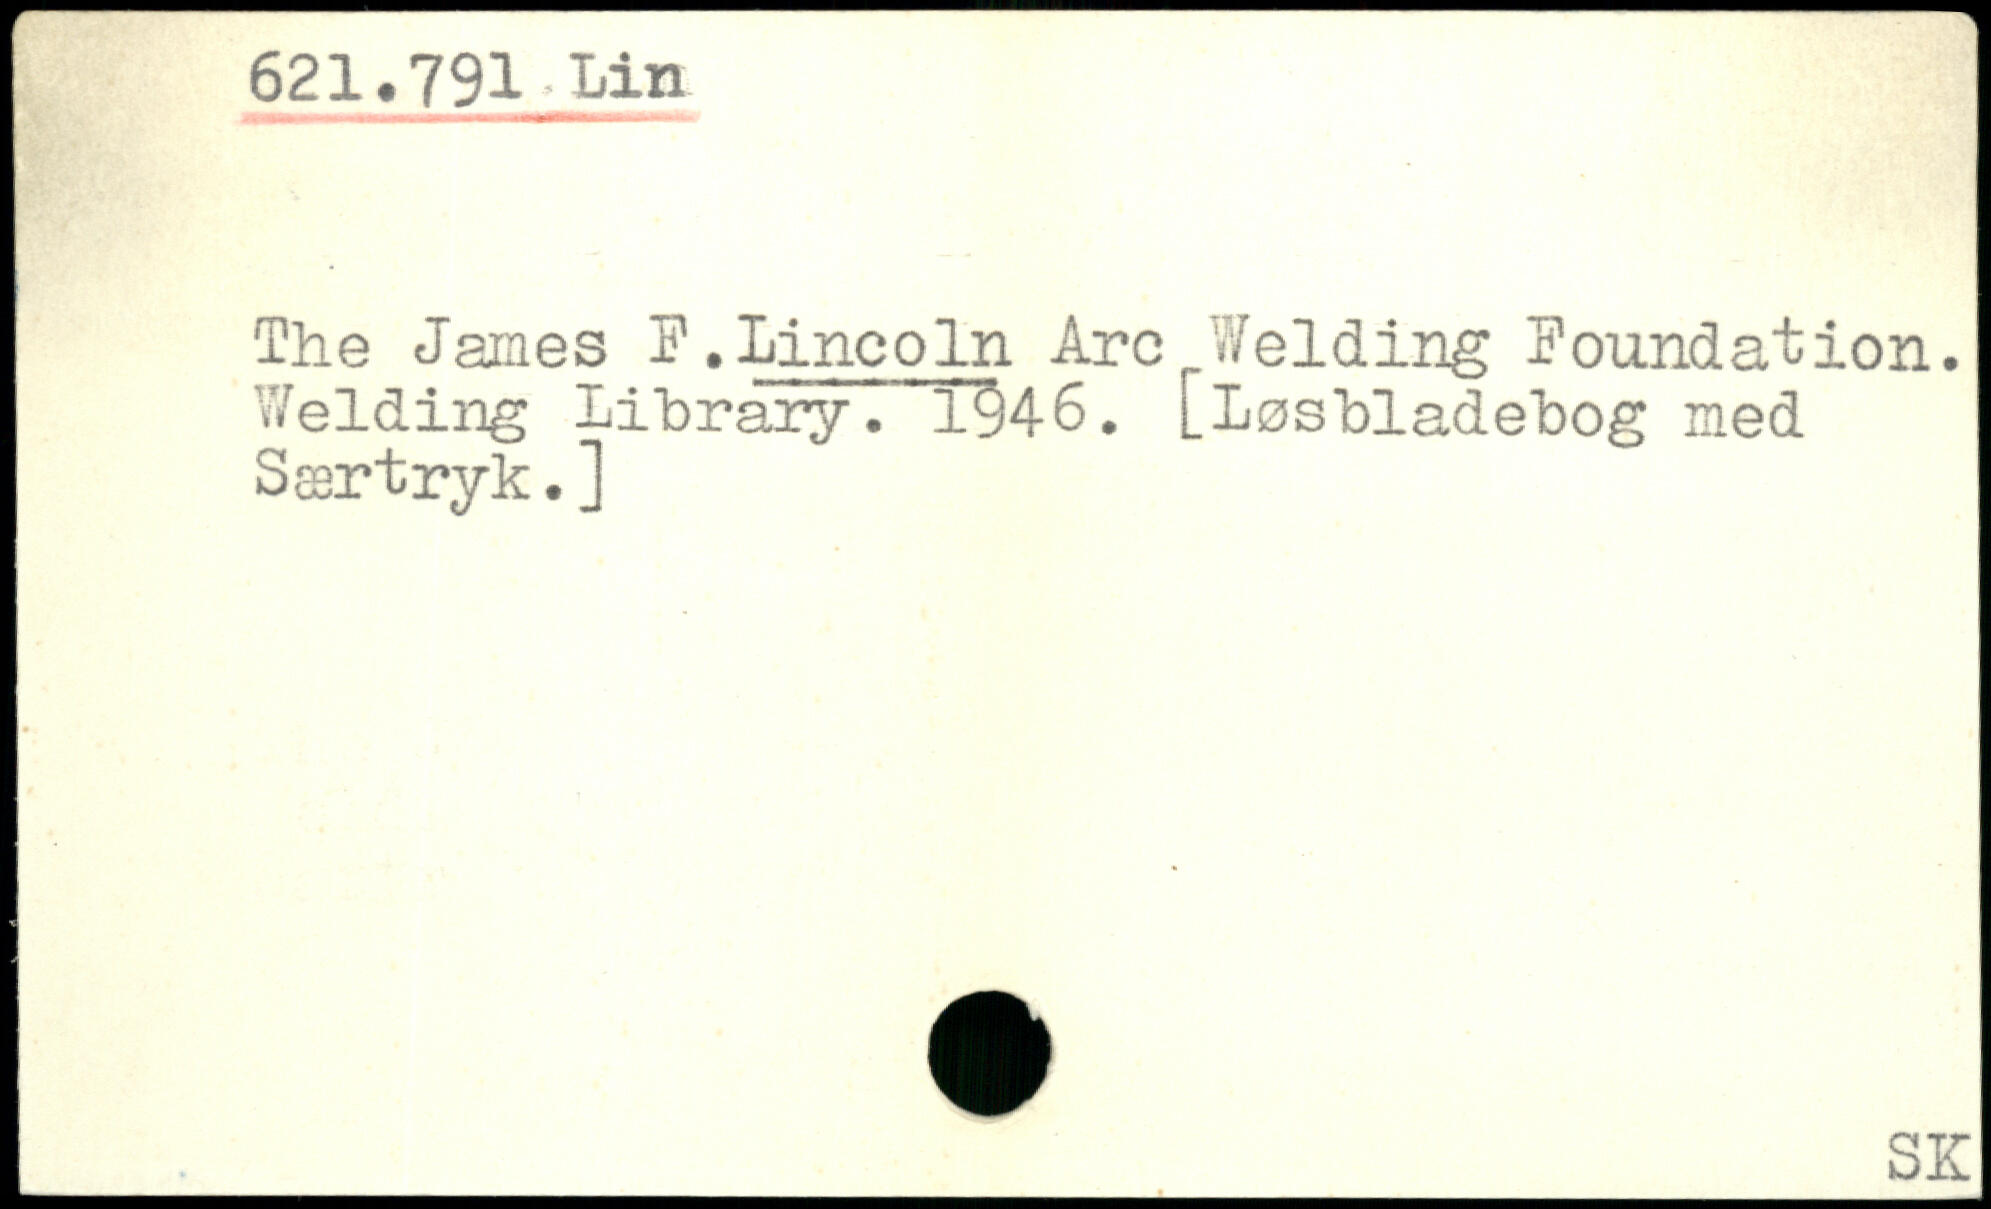 621.791 Lin
The James F.Lincoln Arc Welding Foundation.
Welding Library. 1946. [Løsbladebog med
Særtryk.]
SK